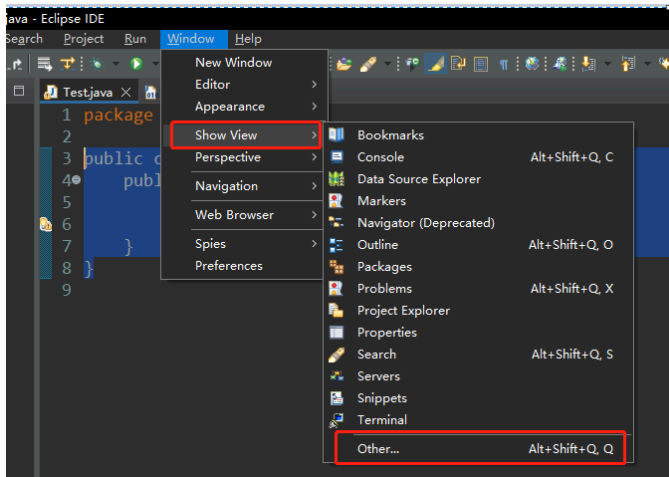 java - Eclipse IDE
Search Project Run Window Help
Test.java
New Window
Editor
Appearance
Show View
Perspective
Navigation
Web Browser
Spies
Preferences
1 package
2
3 public
4 publ
5
6
7 }
8 }
9
Bookmarks
Console Alt+Shift+Q, C
Data Source Explorer
Markers
Navigator (Deprecated)
Outline Alt+Shift+Q, O
Packages
Problems Alt+Shift+Q, X
Project Explorer
Properties
Search Alt+Shift+Q, S
Servers
Snippets
Terminal
Other... Alt+Shift+Q, Q